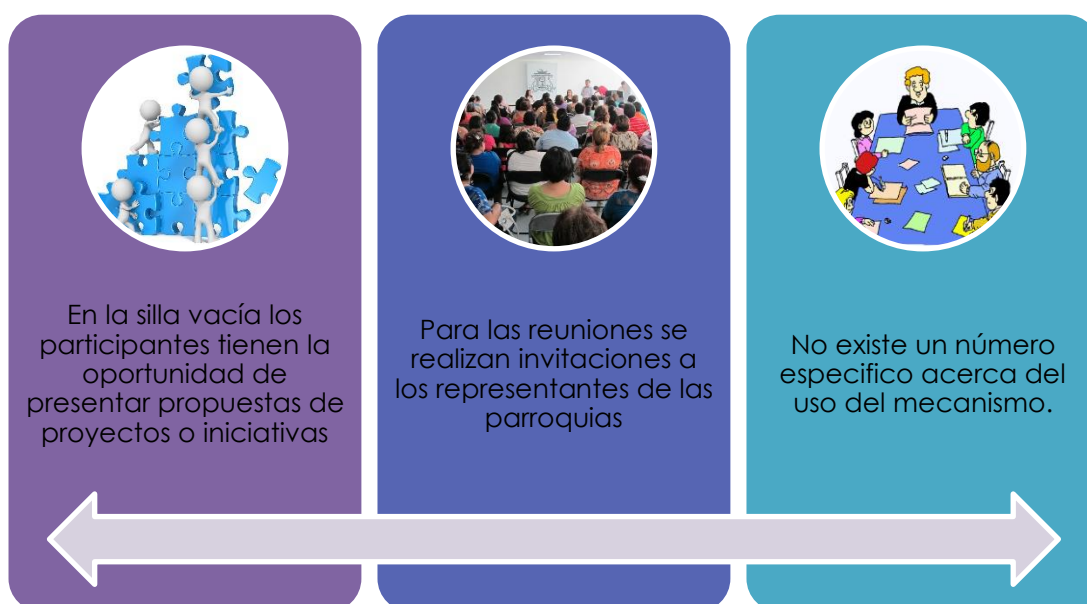 En la silla vacía los
participantes tienen la
oportunidad de
presentar propuestas de
proyectos o iniciativas
Para las reuniones se
realizan invitaciones a
los representantes de las
parroquias
No existe un número
especifico acerca del
uso del mecanismo.